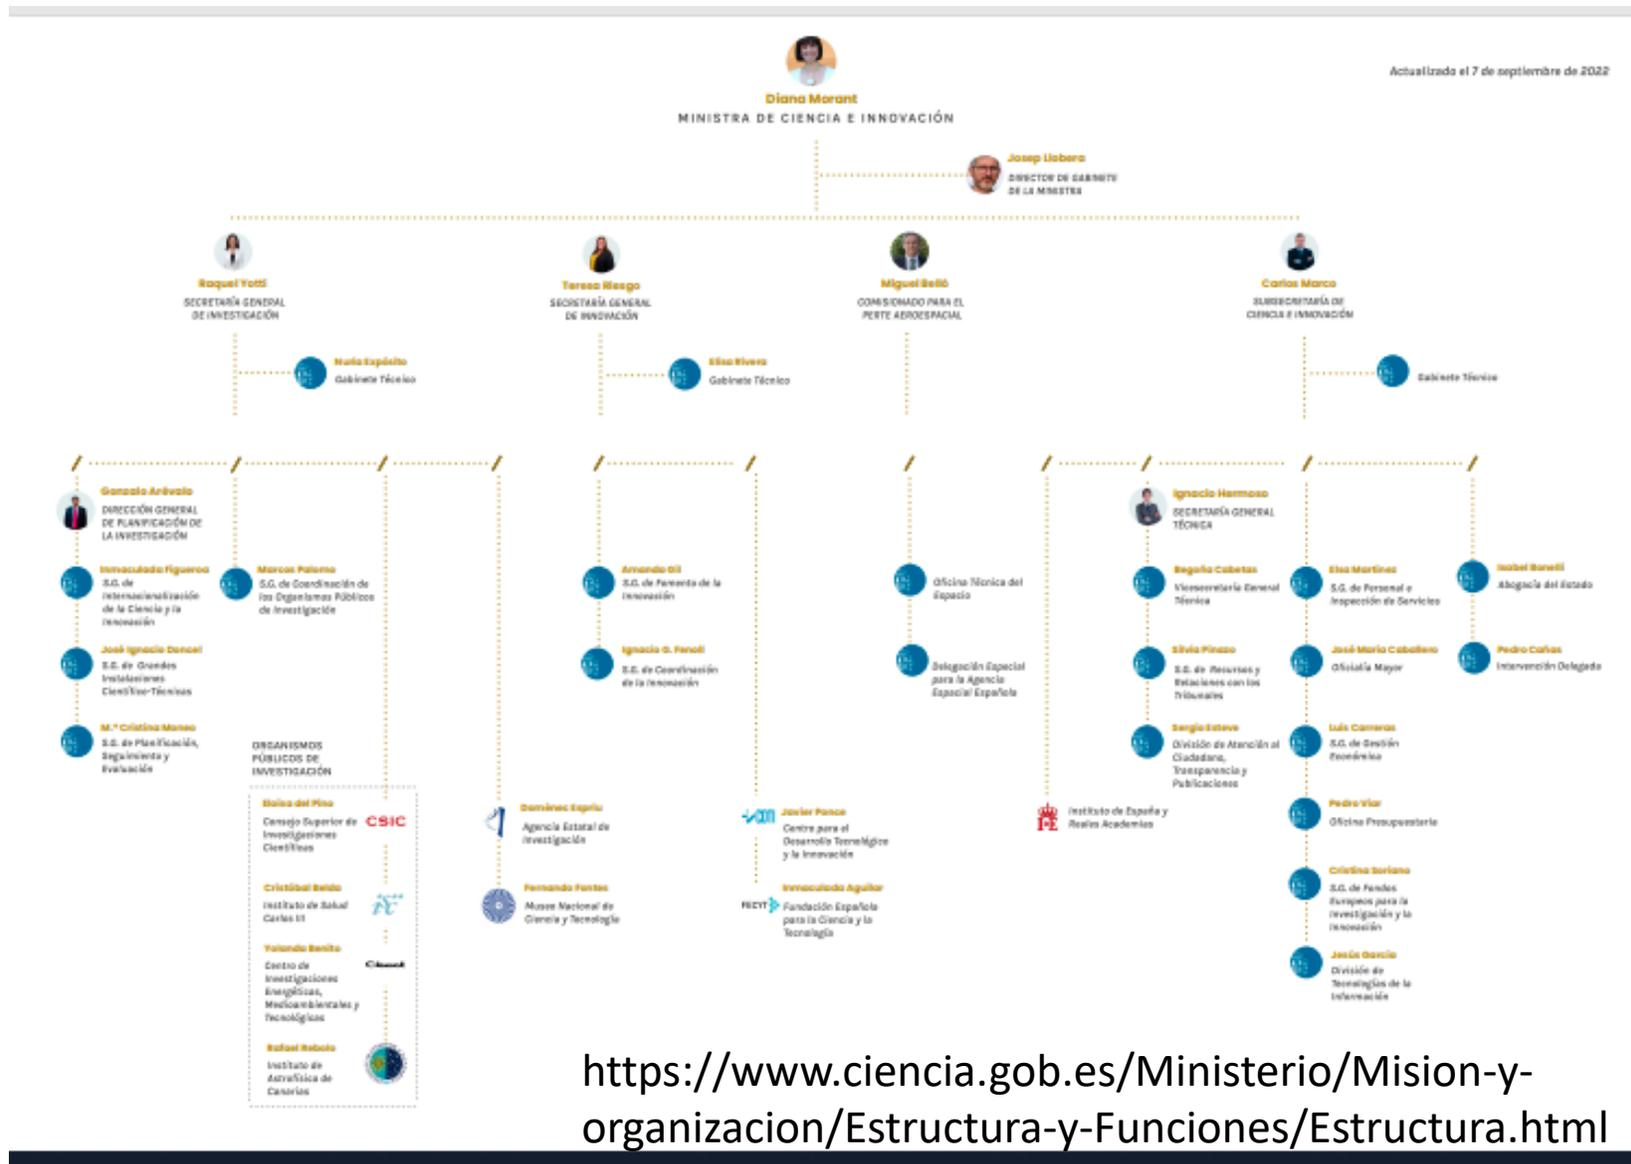 Actualizado el 7 de septiembre de 2022
Diana Morant
MINISTRA DE CIENCIA E INNOVACIÓN
Josep Llobera
DIRECTOR DE GABINETE
DE LA MINISTRA
Raquel Yotti
SECRETARÍA GENERAL
DE INVESTIGACIÓN
Teresa Riesgo
SECRETARÍA GENERAL
DE INNOVACIÓN
Miguel Belló
COMISIONADO PARA EL
PERTE AEROESPACIAL
Carlos Marco
SUBSECRETARÍA DE
CIENCIA E INNOVACIÓN
Nuria Expósito
Gabinete Técnico
Elisa Rivera
Gabinete Técnico
Gabinete Técnico
Gonzalo Arévalo
DIRECCIÓN GENERAL
DE PLANIFICACIÓN DE
LA INVESTIGACIÓN
Inmaculada Figueroa
S.G. de
Internacionalización
de la Ciencia y la
Innovación
José Ignacio Doncel
S.G. de Grandes
Instalaciones
Científico-Técnicas
M.ª Cristina Moneo
S.G. de Planificación,
Seguimiento y
Evaluación
Marcos Palomo
S.G. de Coordinación de
los Organismos Públicos
de Investigación
ORGANISMOS
PÚBLICOS DE
INVESTIGACIÓN
Eloísa del Pino
Consejo Superior de
Investigaciones
Científicas
CSIC
Cristóbal Belda
Instituto de Salud
Carlos III
Yolanda Benito
Centro de
Investigaciones
Energéticas,
Medioambientales y
Tecnológicas
Ciemat
Rafael Rebolo
Instituto de
Astrofísica de
Canarias
Domènec Espriu
Agencia Estatal de
Investigación
Fernando Fontes
Museo Nacional de
Ciencia y Tecnología
Amanda Gil
S.G. de Fomento de la
Innovación
Ignacio G. Fenoll
S.G. de Coordinación
de la Innovación
Javier Ponce
Centro para el
Desarrollo Tecnológico
y la Innovación
FECYT
Inmaculada Aguilar
Fundación Española
para la Ciencia y la
Tecnología
Oficina Técnica del
Espacio
Delegación Especial
para la Agencia
Espacial Española
Instituto de España y
Reales Academias
Ignacio Hermoso
SECRETARÍA GENERAL
TÉCNICA
Begoña Cabetas
Vicesecretaría General
Técnica
Silvia Pinazo
S.G. de Recursos y
Relaciones con los
Tribunales
Sergio Esteve
División de Atención al
Ciudadano,
Transparencia y
Publicaciones
Elsa Martínez
S.G. de Personal e
Inspección de Servicios
José María Caballero
Oficialía Mayor
Luis Carreras
S.G. de Gestión
Económica
Pedro Viar
Oficina Presupuestaria
Cristina Soriano
S.G. de Fondos
Europeos para la
Investigación y la
Innovación
Jesús García
División de
Tecnologías de la
Información
Isabel
Abogacía del Estado
Pedro Cañas
Intervención Delegada
https://www.ciencia.gob.es/Ministerio/Mision-y-
organizacion/Estructura-y-Funciones/Estructura.html